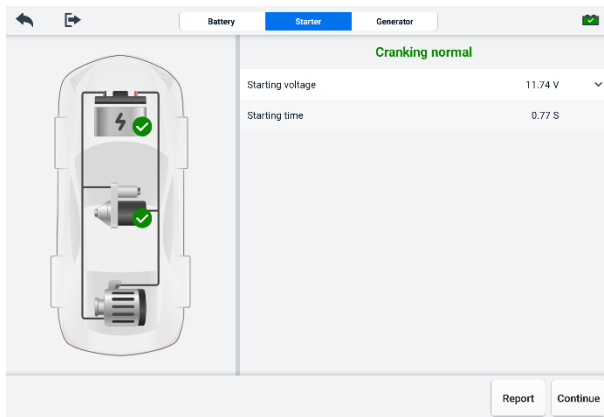 Battery Starter Generator
Cranking normal
Starting voltage 11.74 V
Starting time 0.77 S
Report Continue